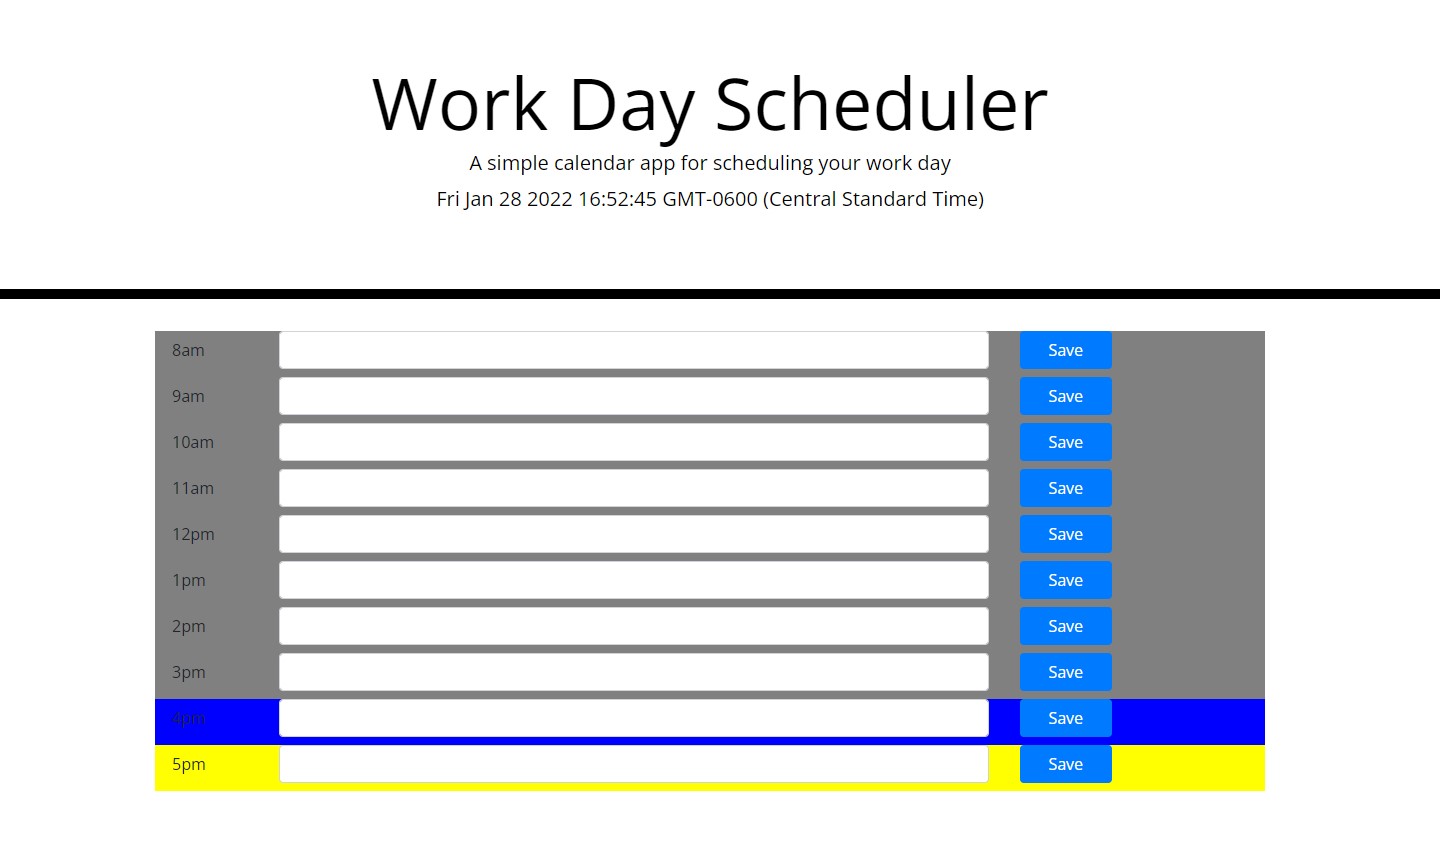 Work Day Scheduler
A simple calendar app for scheduling your work day
Fri Jan 28 2022 16:52:45 GMT-0600 (Central Standard Time)
8am Save
9am Save
10am Save
11am Save
12pm Save
1pm Save
2pm Save
3pm Save
4pm Save
5pm Save